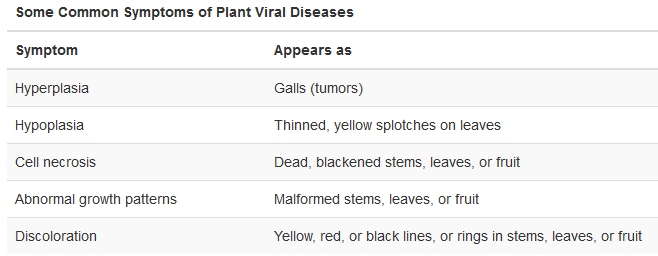 Some Common Symptoms of Plant Viral Diseases
Symptom Appears as
Hyperplasia Galls (tumors)
Hypoplasia Thinned, yellow splotches on leaves
Cell necrosis Dead, blackened stems, leaves, or fruit
Abnormal growth patterns Malformed stems, leaves, or fruit
Discoloration Yellow, red, or black lines, or rings in stems, leaves, or fruit